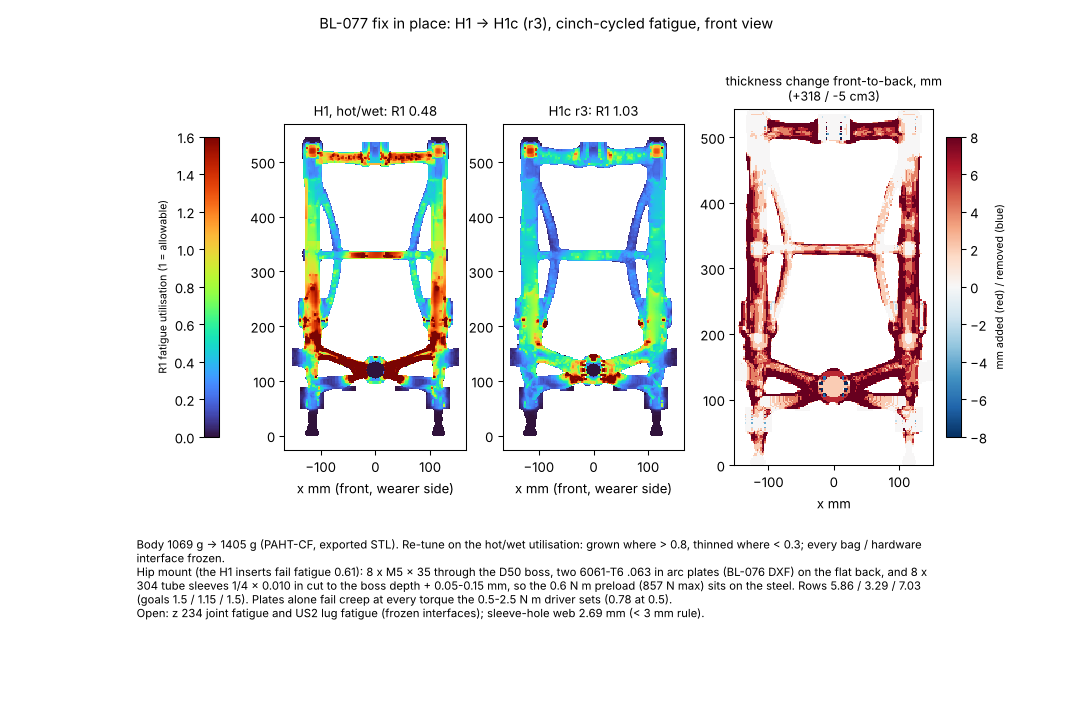 BL-077 fix in place: H1 → H1c (r3), cinch-cycled fatigue, front view
thickness change front-to-back, mm
(+318 / -5 cm3)
H1, hot/wet: R1 0.48
H1c r3: R1 1.03
R1 fatigue utilisation (1 = allowable)
1.6
1.4
1.2
1.0
0.8
0.6
0.4
0.2
0.0
500
400
300
200
100
0
−100 0 100
x mm (front, wearer side)
500
400
300
200
100
0
−100 0 100
x mm (front, wearer side)
500
400
300
200
100
0
−100 0 100
x mm
8
6
4
2
0
−2
−4
−6
−8
mm added (red) / removed (blue)
Body 1069 g → 1405 g (PAHT-CF, exported STL). Re-tune on the hot/wet utilisation: grown where > 0.8, thinned where < 0.3; every bag / hardware
interface frozen.
Hip mount (the H1 inserts fail fatigue 0.61): 8 x M5 × 35 through the D50 boss, two 6061-T6 .063 in arc plates (BL-076 DXF) on the flat back, and 8 x
304 tube sleeves 1/4 × 0.010 in cut to the boss depth + 0.05-0.15 mm, so the 0.6 N m preload (857 N max) sits on the steel. Rows 5.86 / 3.29 / 7.03
(goals 1.5 / 1.15 / 1.5). Plates alone fail creep at every torque the 0.5-2.5 N m driver sets (0.78 at 0.5).
Open: z 234 joint fatigue and US2 lug fatigue (frozen interfaces); sleeve-hole web 2.69 mm (< 3 mm rule).